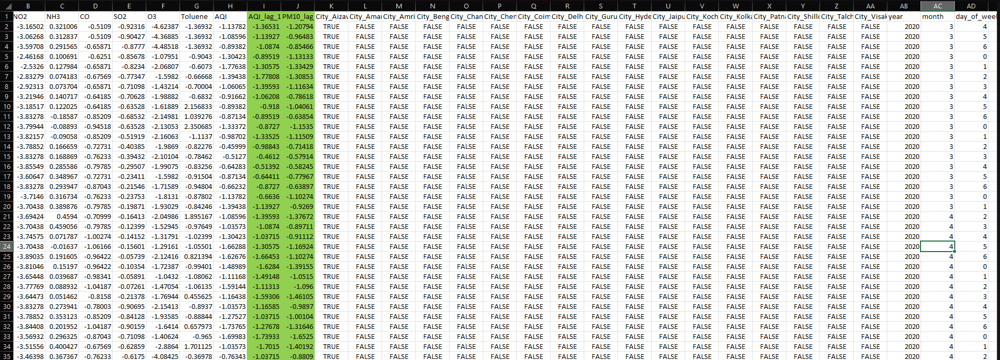 B C D E F G H I J K L M N O P Q R S T U V W X Y Z AA AB AC AD
1 NO2 NH3 CO SO2 O3 Toluene AQI AQI_lag_1 PM10_lag_ City_Aiza City_Amar City_Amri City_Beng City_Chan City_Chen City_Coim City_Delh City_Guru City_Hyde City_Jaipu City_Koch City_Kolka City_Patna City_Shillo City_Talch City_Visak year month day_of_wee
2 -3.16502 0.321006 -0.5109 -0.92316 -4.62387 -1.36932 -1.13782 -1.36531 -1.20794 TRUE FALSE FALSE FALSE FALSE FALSE FALSE FALSE FALSE FALSE FALSE FALSE FALSE FALSE FALSE FALSE FALSE 2020 3 4
3 -3.06268 0.312837 -0.5109 -0.90427 -4.36885 -1.36932 -1.08596 -1.13927 -0.96483 TRUE FALSE FALSE FALSE FALSE FALSE FALSE FALSE FALSE FALSE FALSE FALSE FALSE FALSE FALSE FALSE FALSE 2020 3 5
4 -3.59708 0.291565 -0.65871 -0.8777 -4.48518 -1.36932 -0.89382 -1.0874 -0.85466 TRUE FALSE FALSE FALSE FALSE FALSE FALSE FALSE FALSE FALSE FALSE FALSE FALSE FALSE FALSE FALSE FALSE 2020 3 6
5 -2.46168 0.100691 -0.6251 -0.85678 -1.07951 -0.9043 -1.30423 -0.89519 -1.13133 TRUE FALSE FALSE FALSE FALSE FALSE FALSE FALSE FALSE FALSE FALSE FALSE FALSE FALSE FALSE FALSE FALSE 2020 3 0
6 -2.5326 0.127984 -0.65871 -0.8234 -2.06807 -0.6073 -1.77638 -1.30575 -1.33429 TRUE FALSE FALSE FALSE FALSE FALSE FALSE FALSE FALSE FALSE FALSE FALSE FALSE FALSE FALSE FALSE FALSE 2020 3 1
7 -2.83279 0.074183 -0.67569 -0.77347 -1.5982 -0.66668 -1.39438 -1.77808 -1.30853 TRUE FALSE FALSE FALSE FALSE FALSE FALSE FALSE FALSE FALSE FALSE FALSE FALSE FALSE FALSE FALSE FALSE 2020 3 2
8 -2.92313 0.073704 -0.65871 -0.71098 -1.43214 -0.70004 -1.06065 -1.39593 -1.11634 TRUE FALSE FALSE FALSE FALSE FALSE FALSE FALSE FALSE FALSE FALSE FALSE FALSE FALSE FALSE FALSE FALSE 2020 3 3
9 -3.21946 0.140717 -0.64185 -0.70628 -1.98882 -0.6832 -0.91662 -1.06208 -0.78618 TRUE FALSE FALSE FALSE FALSE FALSE FALSE FALSE FALSE FALSE FALSE FALSE FALSE FALSE FALSE FALSE FALSE 2020 3 4
10 -3.18517 0.122025 -0.64185 -0.63528 -1.61889 2.156833 -0.89382 -0.918 -1.04061 TRUE FALSE FALSE FALSE FALSE FALSE FALSE FALSE FALSE FALSE FALSE FALSE FALSE FALSE FALSE FALSE FALSE 2020 3 5
11 -3.83278 -0.18587 -0.85209 -0.68532 -2.14981 1.039276 -0.87134 -0.89519 -0.63854 TRUE FALSE FALSE FALSE FALSE FALSE FALSE FALSE FALSE FALSE FALSE FALSE FALSE FALSE FALSE FALSE FALSE 2020 3 6
12 -3.79944 -0.08893 -0.94518 -0.63528 -2.13053 2.350685 -1.33372 -0.8727 -1.1535 TRUE FALSE FALSE FALSE FALSE FALSE FALSE FALSE FALSE FALSE FALSE FALSE FALSE FALSE FALSE FALSE FALSE 2020 3 0
13 -3.82157 -0.09058 -0.85209 -0.51919 -2.16063 -1.1137 -0.98702 -1.33525 -1.11509 TRUE FALSE FALSE FALSE FALSE FALSE FALSE FALSE FALSE FALSE FALSE FALSE FALSE FALSE FALSE FALSE FALSE 2020 3 1
14 -3.78852 0.166659 -0.72731 -0.40385 -1.9869 -0.82276 -0.45999 -0.98843 -0.71418 TRUE FALSE FALSE FALSE FALSE FALSE FALSE FALSE FALSE FALSE FALSE FALSE FALSE FALSE FALSE FALSE FALSE 2020 3 2
15 -3.83278 0.168869 -0.76233 -0.39432 -2.10104 -0.78462 -0.5127 -0.4612 -0.57914 TRUE FALSE FALSE FALSE FALSE FALSE FALSE FALSE FALSE FALSE FALSE FALSE FALSE FALSE FALSE FALSE FALSE 2020 3 3
16 -3.85549 0.285586 -0.79785 -0.29507 -1.99075 -0.83256 -0.64283 -0.51392 -0.58245 TRUE FALSE FALSE FALSE FALSE FALSE FALSE FALSE FALSE FALSE FALSE FALSE FALSE FALSE FALSE FALSE FALSE 2020 3 4
17 -3.60647 0.348967 -0.72731 -0.23411 -1.5982 -0.91504 -0.87134 -0.64411 -0.77967 TRUE FALSE FALSE FALSE FALSE FALSE FALSE FALSE FALSE FALSE FALSE FALSE FALSE FALSE FALSE FALSE FALSE 2020 3 5
18 -3.83278 0.293947 -0.87043 -0.21546 -1.71589 -0.94804 -0.66232 -0.8727 -0.63897 TRUE FALSE FALSE FALSE FALSE FALSE FALSE FALSE FALSE FALSE FALSE FALSE FALSE FALSE FALSE FALSE FALSE 2020 3 6
19 -3.7146 0.316734 -0.76233 -0.23753 -1.8131 -0.87802 -1.13782 -0.6636 -1.10274 TRUE FALSE FALSE FALSE FALSE FALSE FALSE FALSE FALSE FALSE FALSE FALSE FALSE FALSE FALSE FALSE FALSE 2020 3 0
20 -3.70438 0.389876 -0.79785 -0.19871 -1.93029 -0.84246 -1.39438 -1.13927 -0.9269 TRUE FALSE FALSE FALSE FALSE FALSE FALSE FALSE FALSE FALSE FALSE FALSE FALSE FALSE FALSE FALSE FALSE 2020 3 1
21 -3.69424 0.4594 -0.70999 -0.16413 -2.04986 1.895167 -1.08596 -1.39593 -1.37672 TRUE FALSE FALSE FALSE FALSE FALSE FALSE FALSE FALSE FALSE FALSE FALSE FALSE FALSE FALSE FALSE FALSE 2020 4 2
22 -3.70438 0.459056 -0.79785 -0.12399 -1.52945 -0.97649 -1.03573 -1.0874 -0.89711 TRUE FALSE FALSE FALSE FALSE FALSE FALSE FALSE FALSE FALSE FALSE FALSE FALSE FALSE FALSE FALSE FALSE 2020 4 3
23 -3.74575 0.071787 -1.00274 -0.14152 -1.31791 -1.02399 -1.30423 -1.03715 -0.91112 TRUE FALSE FALSE FALSE FALSE FALSE FALSE FALSE FALSE FALSE FALSE FALSE FALSE FALSE FALSE FALSE FALSE 2020 4 4
24 -3.70438 -0.01637 -1.06166 -0.15601 -1.29161 -1.05501 -1.66288 -1.30575 -1.16924 TRUE FALSE FALSE FALSE FALSE FALSE FALSE FALSE FALSE FALSE FALSE FALSE FALSE FALSE FALSE FALSE FALSE 2020 4 5
25 -3.89035 0.191605 -0.96422 -0.05739 -2.12416 0.821394 -1.62676 -1.66453 -1.10274 TRUE FALSE FALSE FALSE FALSE FALSE FALSE FALSE FALSE FALSE FALSE FALSE FALSE FALSE FALSE FALSE FALSE 2020 4 6
26 -3.81046 0.15197 -0.96422 -0.10354 -1.72387 -0.99401 -1.48989 -1.6284 -1.39155 TRUE FALSE FALSE FALSE FALSE FALSE FALSE FALSE FALSE FALSE FALSE FALSE FALSE FALSE FALSE FALSE FALSE 2020 4 0
27 -3.65448 0.039687 -0.98341 -0.05891 -1.0432 -1.08062 -1.11168 -1.49148 -1.0515 TRUE FALSE FALSE FALSE FALSE FALSE FALSE FALSE FALSE FALSE FALSE FALSE FALSE FALSE FALSE FALSE FALSE 2020 4 1
28 -3.77769 0.088932 -1.04187 -0.07261 -1.47054 -1.06135 -1.59144 -1.11313 -1.096 TRUE FALSE FALSE FALSE FALSE FALSE FALSE FALSE FALSE FALSE FALSE FALSE FALSE FALSE FALSE FALSE FALSE 2020 4 2
29 -3.64473 0.051462 -0.8158 -0.21378 -1.76944 0.455625 -1.16438 -1.59306 -1.46105 TRUE FALSE FALSE FALSE FALSE FALSE FALSE FALSE FALSE FALSE FALSE FALSE FALSE FALSE FALSE FALSE FALSE 2020 4 3
30 -3.83278 0.273941 -0.78003 -0.90695 -2.15413 -0.8937 -1.03573 -1.16585 -0.9897 TRUE FALSE FALSE FALSE FALSE FALSE FALSE FALSE FALSE FALSE FALSE FALSE FALSE FALSE FALSE FALSE FALSE 2020 4 4
31 -3.78852 0.353123 -0.85209 -0.84128 -1.93585 -0.88844 -1.27527 -1.03715 -1.00104 TRUE FALSE FALSE FALSE FALSE FALSE FALSE FALSE FALSE FALSE FALSE FALSE FALSE FALSE FALSE FALSE FALSE 2020 4 5
32 -3.84408 0.201952 -1.04187 -0.90159 -1.6414 0.657973 -1.73765 -1.27678 -1.31646 TRUE FALSE FALSE FALSE FALSE FALSE FALSE FALSE FALSE FALSE FALSE FALSE FALSE FALSE FALSE FALSE FALSE 2020 4 6
33 -3.56932 0.296325 -0.87043 -0.71098 -1.40624 -0.965 -1.69983 -1.73933 -1.6525 TRUE FALSE FALSE FALSE FALSE FALSE FALSE FALSE FALSE FALSE FALSE FALSE FALSE FALSE FALSE FALSE FALSE 2020 4 0
34 -3.51556 0.400427 -0.67569 -0.62859 -2.8864 1.701125 -1.03573 -1.7015 -1.40192 TRUE FALSE FALSE FALSE FALSE FALSE FALSE FALSE FALSE FALSE FALSE FALSE FALSE FALSE FALSE FALSE FALSE 2020 4 1
35 -3.46398 0.367367 -0.76233 -0.6175 -4.08425 -0.36978 -0.76343 -1.03715 -0.8809 TRUE FALSE FALSE FALSE FALSE FALSE FALSE FALSE FALSE FALSE FALSE FALSE FALSE FALSE FALSE FALSE FALSE 2020 4 2